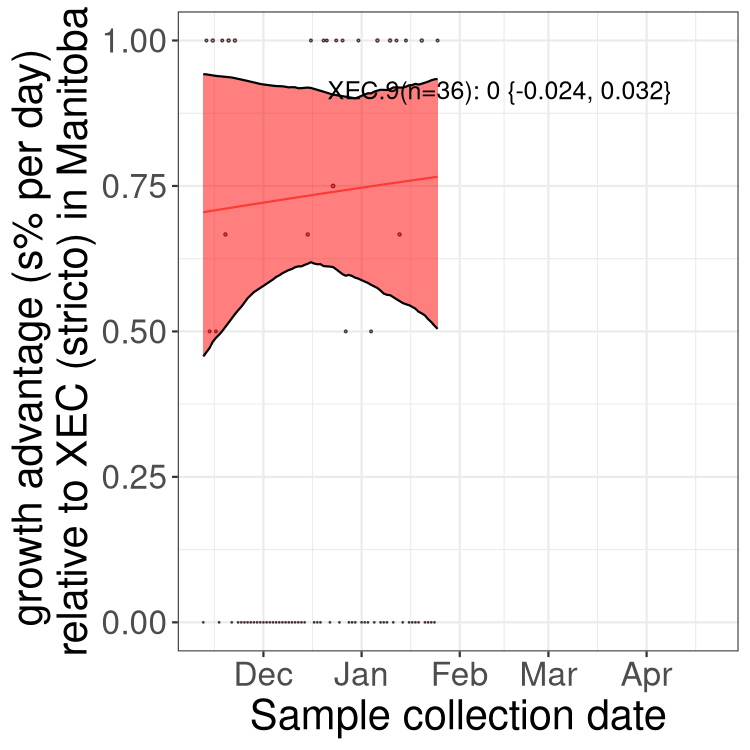 growth advantage (s% per day)
relative to XEC (stricto) in Manitoba
1.00
0.75
0.50
0.25
0.00
XEC.9(n=36): 0 {-0.024, 0.032}
Dec Jan Feb Mar Apr
Sample collection date